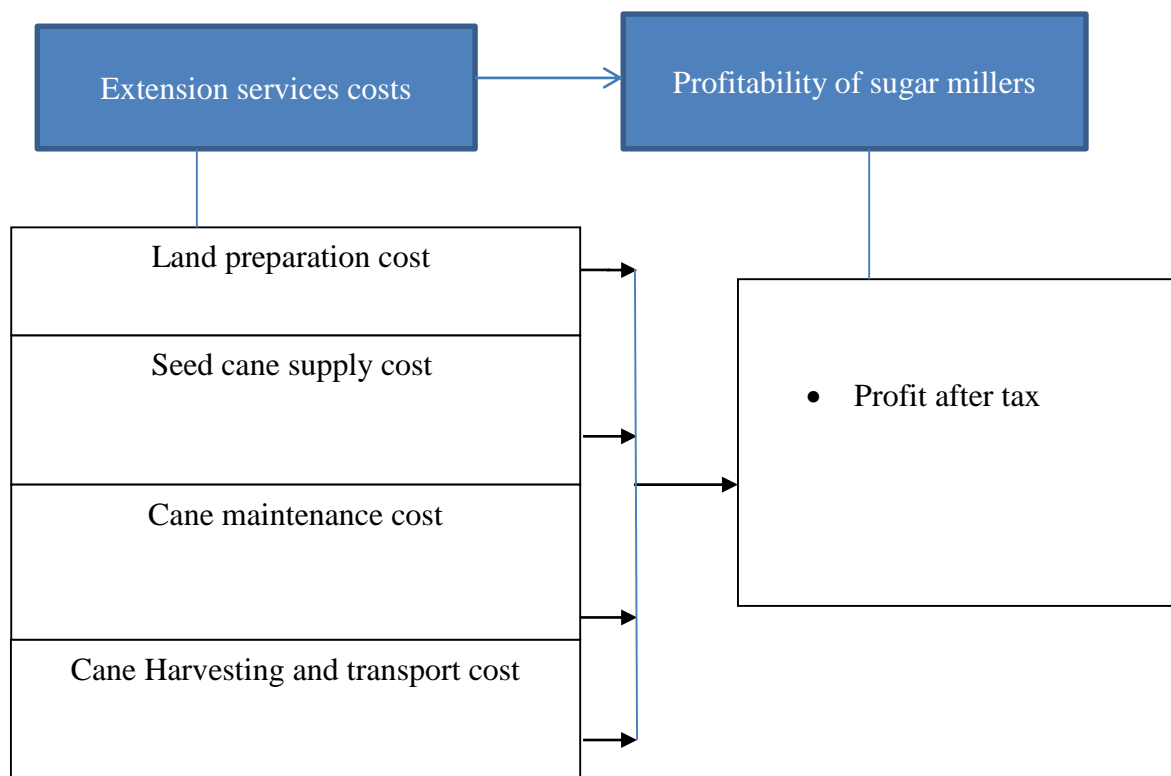 Extension services costs
Profitability of sugar millers
Land preparation cost
Seed cane supply cost
• Profit after tax
Cane maintenance cost
Cane Harvesting and transport cost